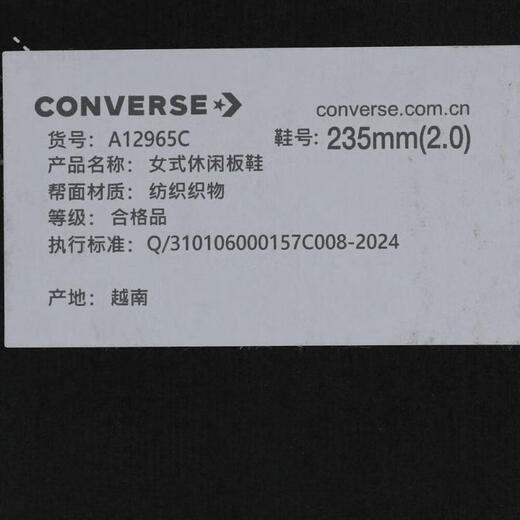 CONVERSE
converse.com.cn
货号: A12965C
鞋号: 235mm(2.0)
产品名称: 女式休闲板鞋
帮面材质: 纺织织物
等级: 合格品
执行标准: Q/310106000157C008-2024
产地: 越南